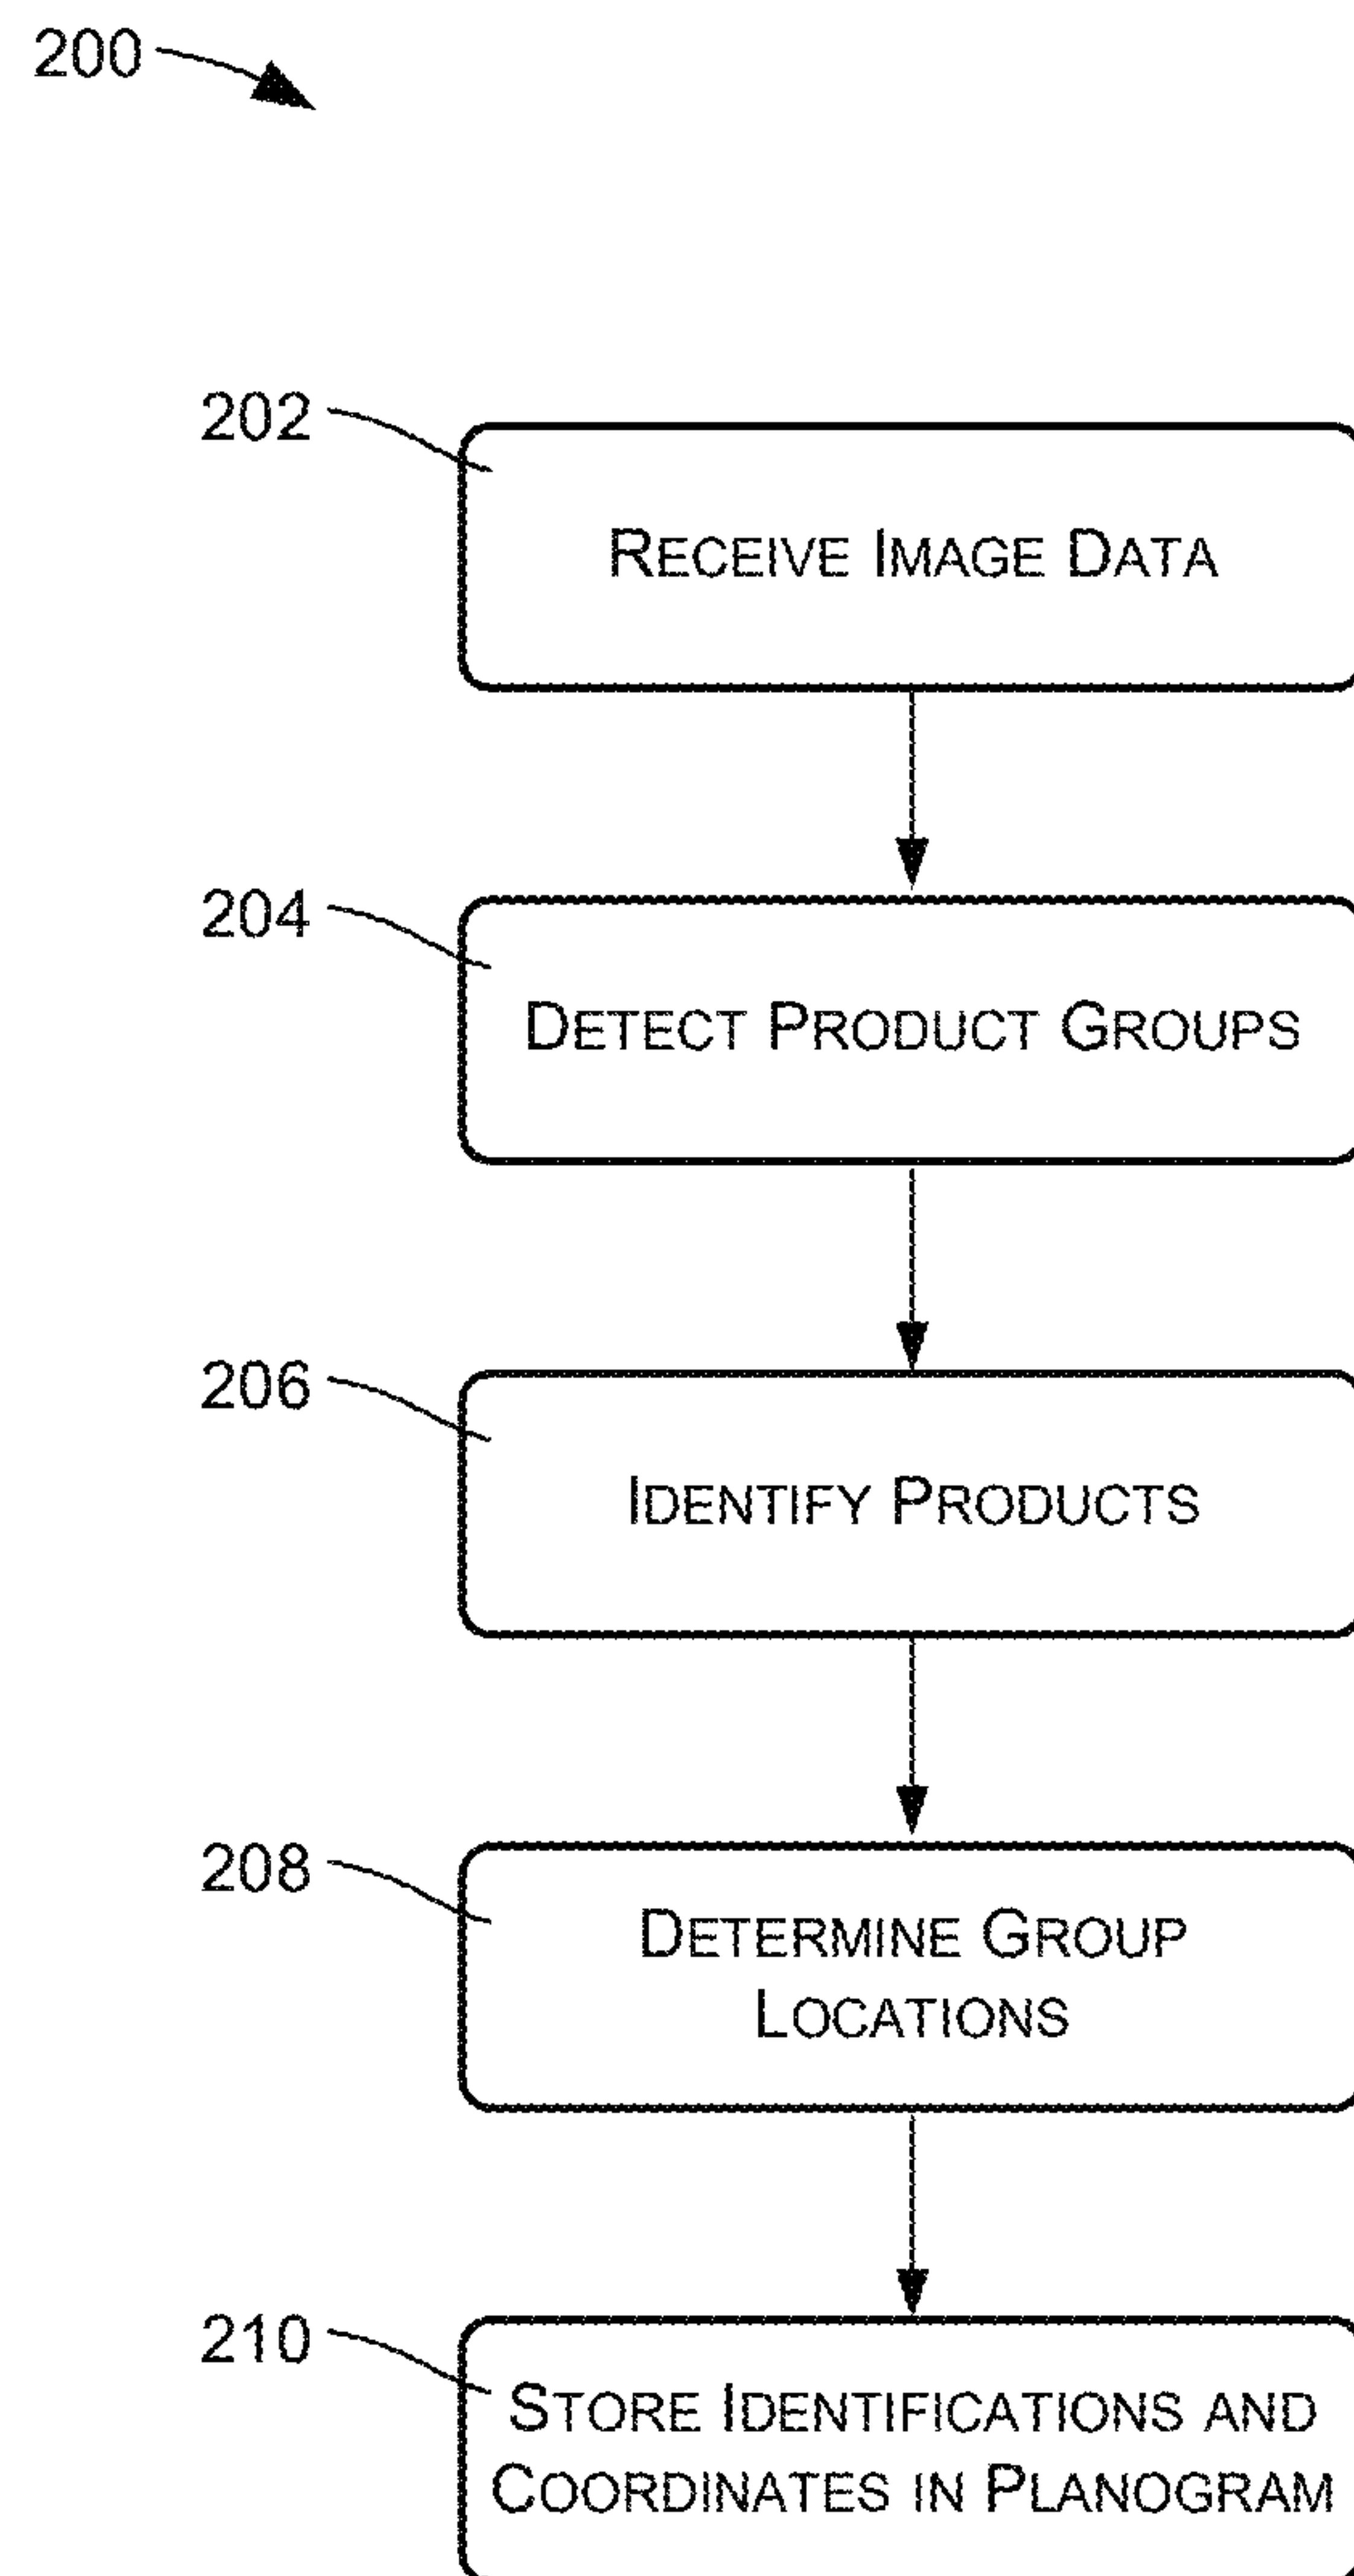 200
202
RECEIVE IMAGE DATA
204
DETECT PRODUCT GROUPS
206
IDENTIFY PRODUCTS
208
DETERMINE GROUP
LOCATIONS
210
STORE IDENTIFICATIONS AND
COORDINATES IN PLANOGRAM